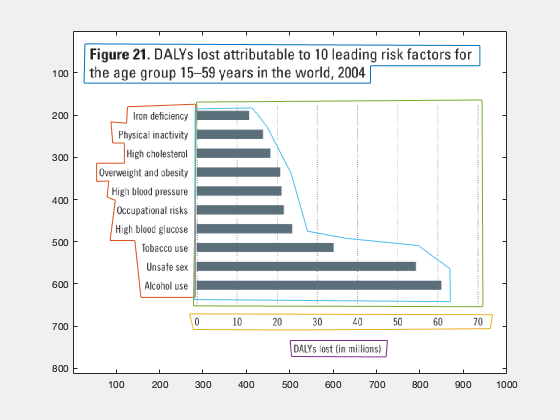 Figure 21. DALYs lost attributable to 10 leading risk factors for
the age group 15–59 years in the world, 2004
100
200
300
400
500
600
700
800
Iron deficiency
Physical inactivity
High cholesterol
Overweight and obesity
High blood pressure
Occupational risks
High blood glucose
Tobacco use
Unsafe sex
Alcohol use
0 10 20 30 40 50 60 70
DALYs lost (in millions)
100 200 300 400 500 600 700 800 900 1000